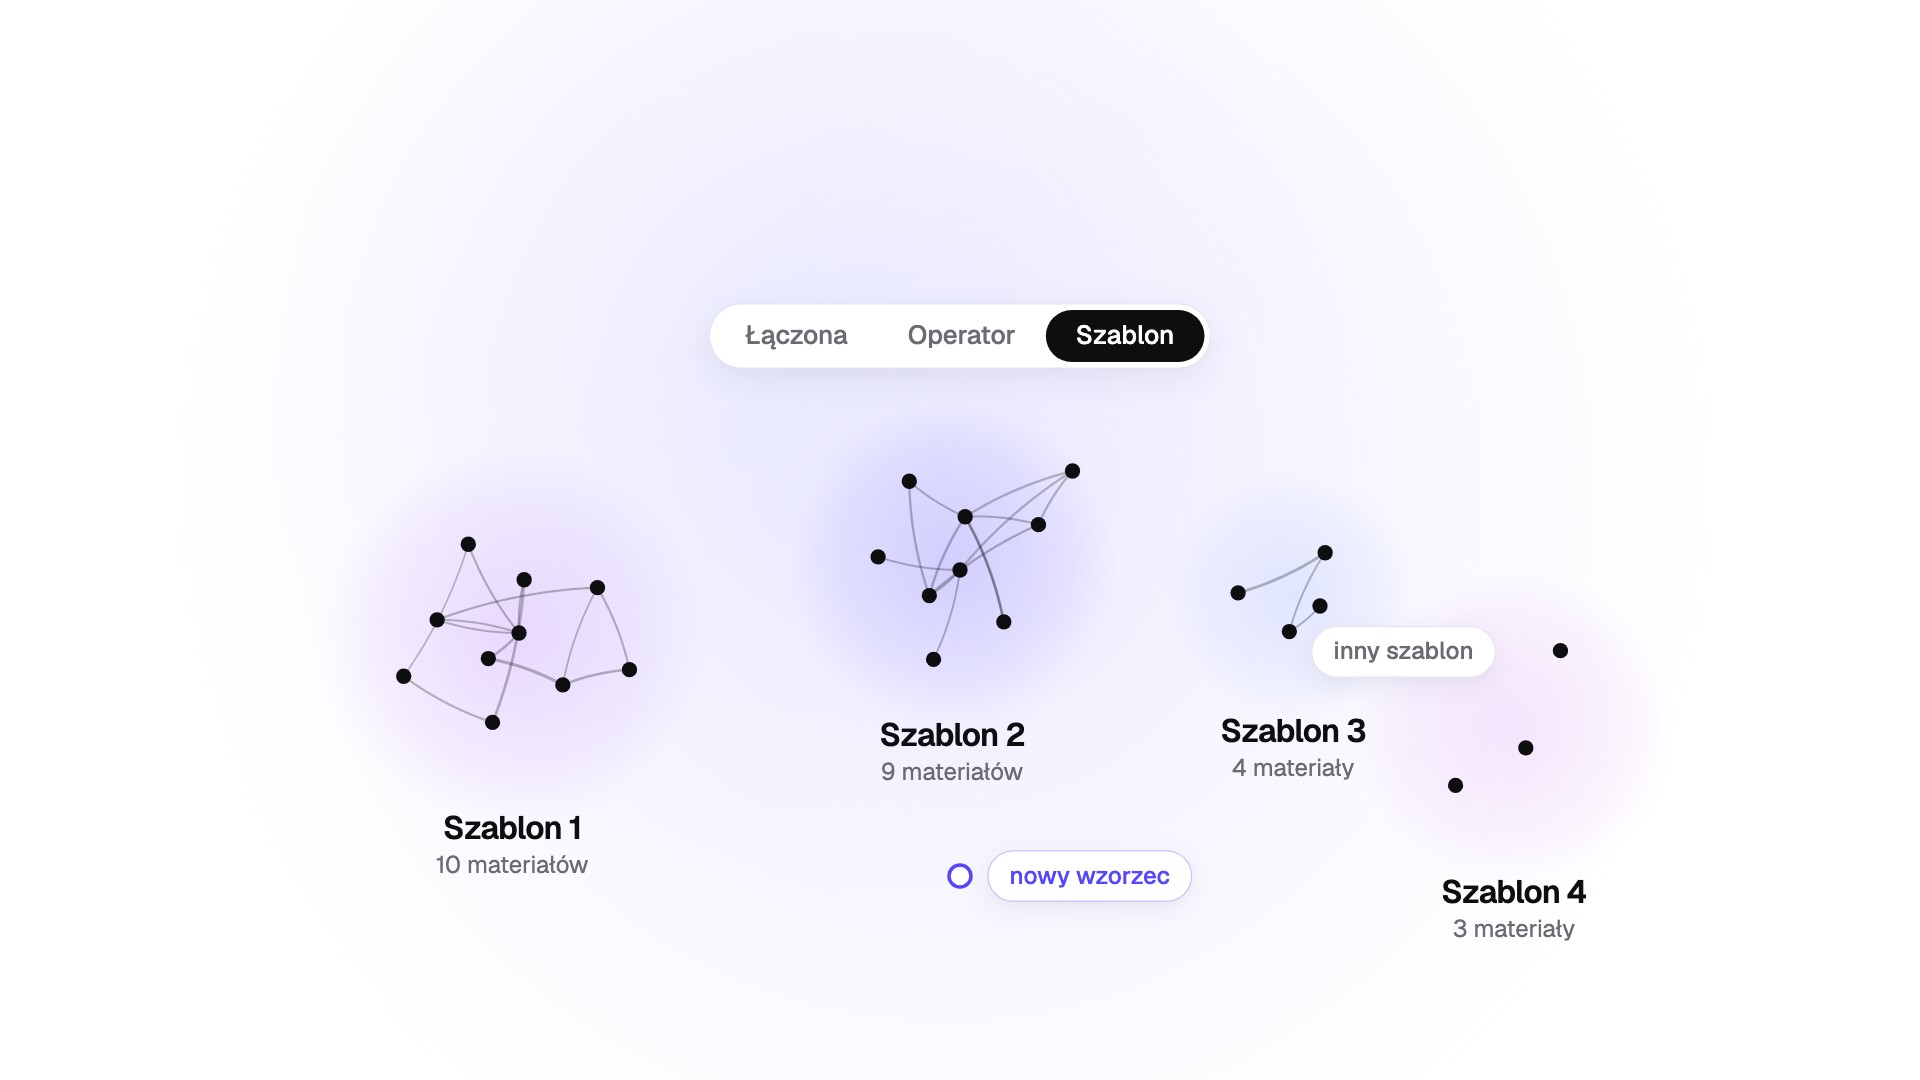 Łączona
Operator
Szablon
inny szablon
Szablon 2
9 materiałów
Szablon 3
4 materiały
Szablon 1
10 materiałów
nowy wzorzec
Szablon 4
3 materiały